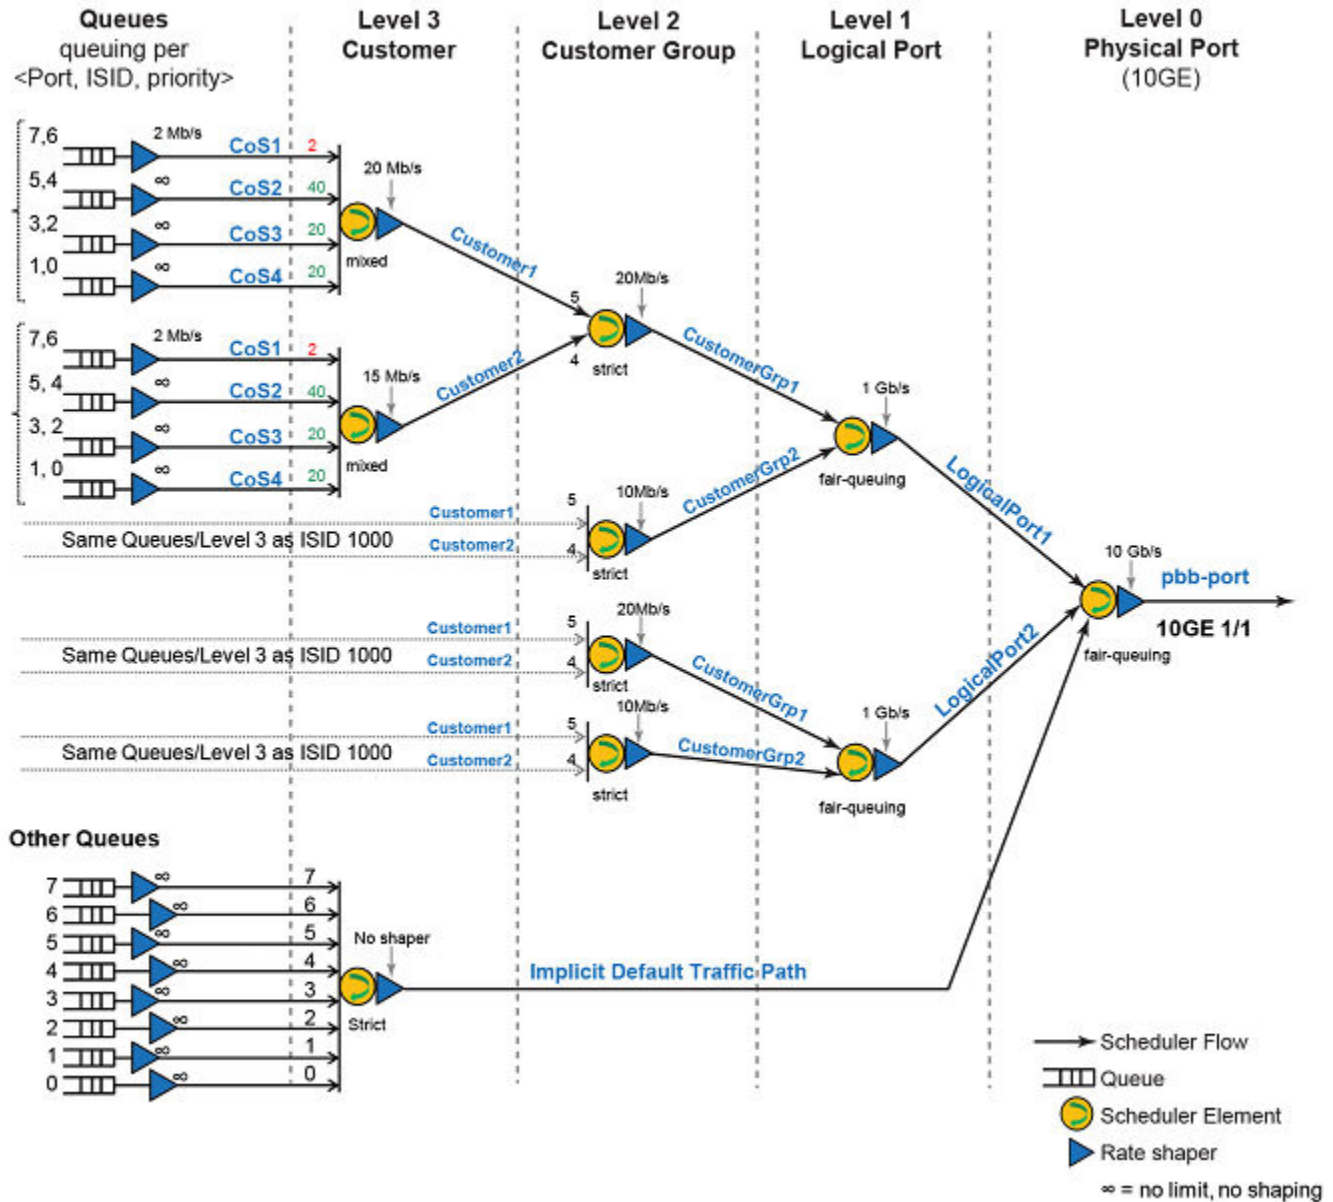 Queues
queuing per
<Port, ISID, priority>
Level 3
Customer
Level 2
Customer Group
Level 1
Logical Port
Level 0
Physical Port
(10GE)
7,6
2 Mb/s
CoS1
2
5,4
∞
CoS2
40
3,2
∞
CoS3
20
1,0
∞
CoS4
20
20 Mb/s
mixed
Customer1
7,6
2 Mb/s
CoS1
2
5, 4
∞
CoS2
40
3, 2
∞
CoS3
20
1, 0
∞
CoS4
20
15 Mb/s
mixed
Customer2
5
4
20Mb/s
strict
CustomerGrp1
Customer1
Same Queues/Level 3 as ISID 1000
Customer2
5
4
10Mb/s
strict
CustomerGrp2
1 Gb/s
fair-queuing
LogicalPort1
Customer1
Same Queues/Level 3 as ISID 1000
Customer2
5
4
20Mb/s
strict
CustomerGrp1
Customer1
Same Queues/Level 3 as ISID 1000
Customer2
5
4
10Mb/s
strict
CustomerGrp2
1 Gb/s
fair-queuing
LogicalPort2
10 Gb/s
fair-queuing
pbb-port
10GE 1/1
Other Queues
7 ∞ 7
6 ∞ 6
5 ∞ 5
4 ∞ 4
3 ∞ 3
2 ∞ 2
1 ∞ 1
0 ∞ 0
No shaper
Strict
Implicit Default Traffic Path
Scheduler Flow
Queue
Scheduler Element
Rate shaper
∞ = no limit, no shaping